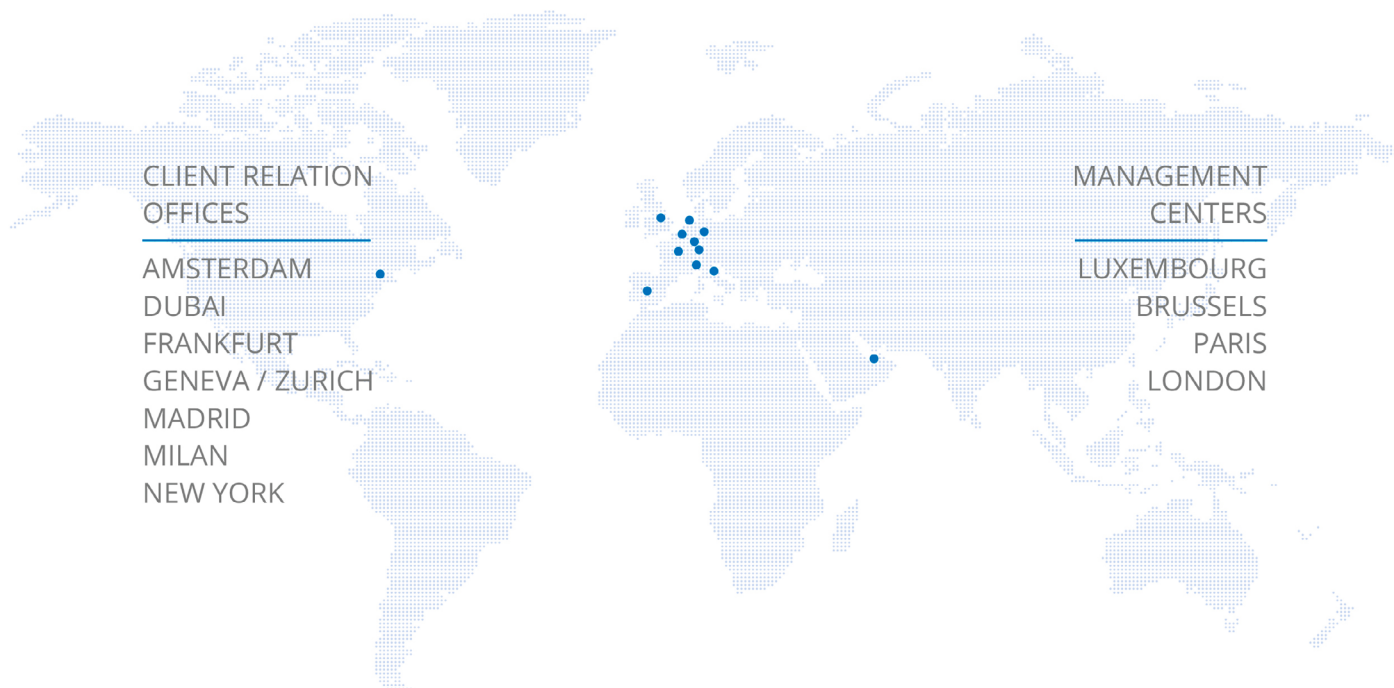 CLIENT RELATION
OFFICES
AMSTERDAM
DUBAI
FRANKFURT
GENEVA / ZURICH
MADRID
MILAN
NEW YORK
MANAGEMENT
CENTERS
LUXEMBOURG
BRUSSELS
PARIS
LONDON